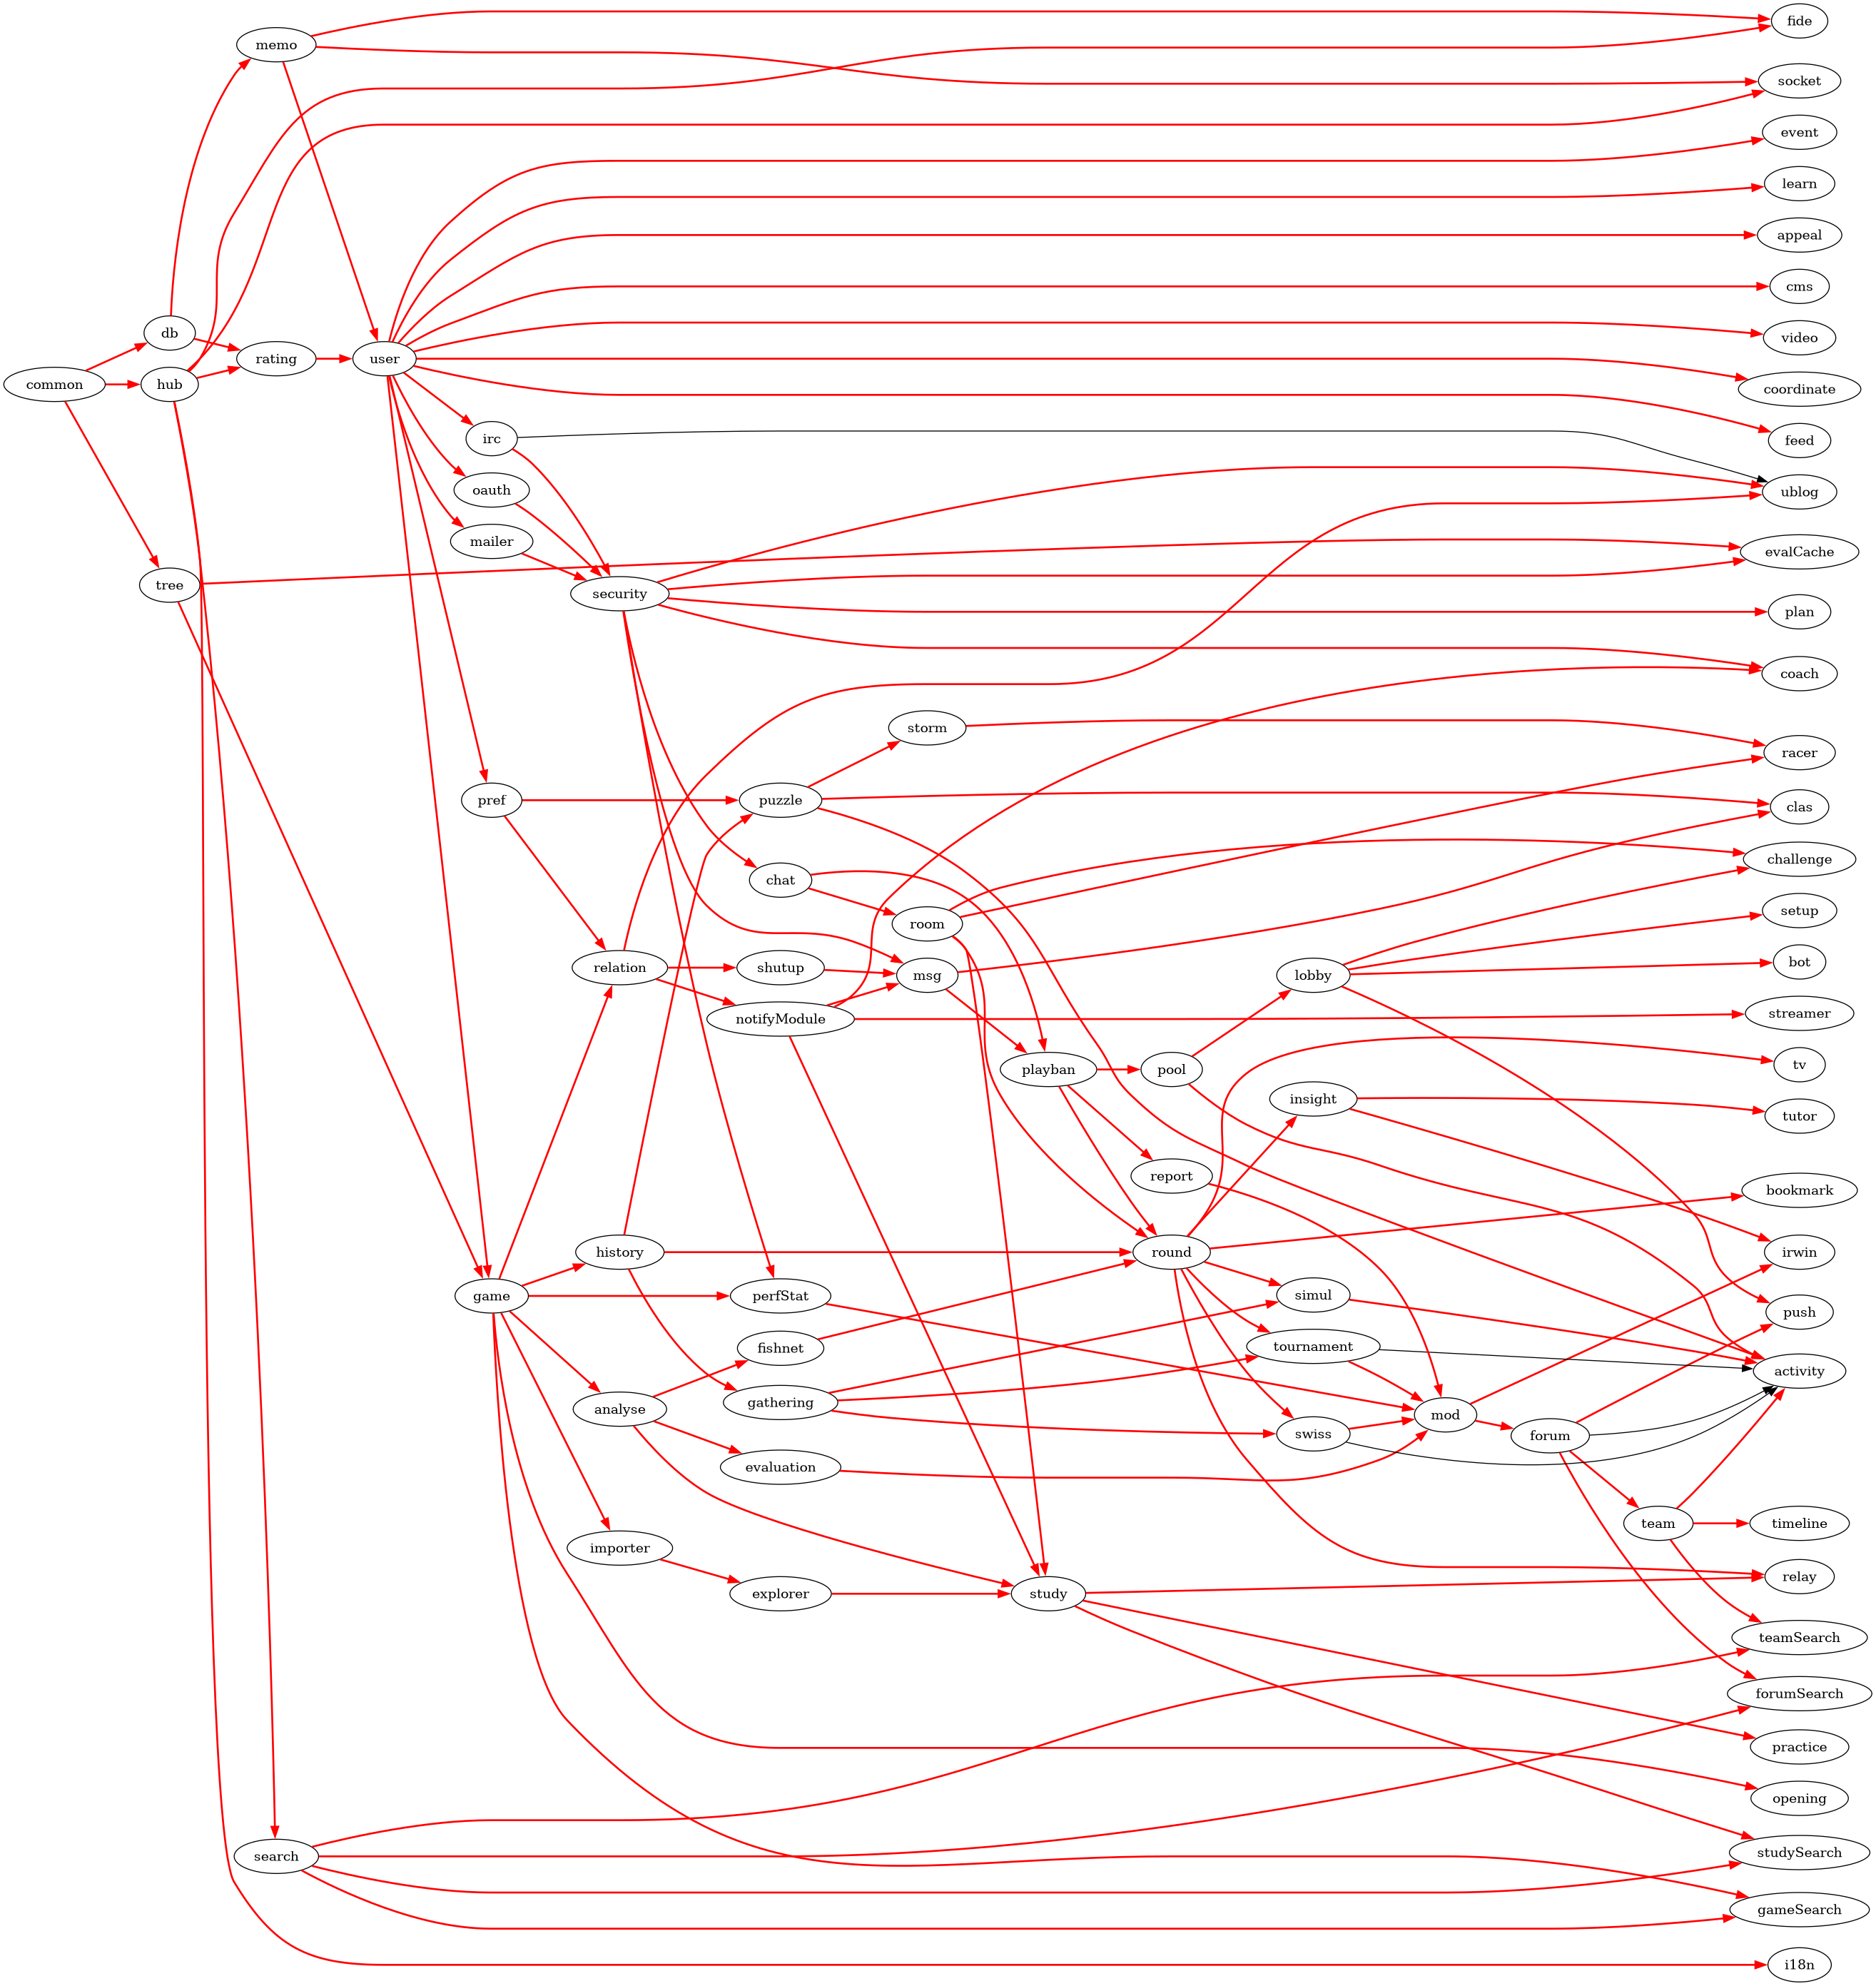 fide
memo
socket
event
learn
appeal
cms
db
video
rating
user
common
hub
coordinate
irc
feed
oauth
ublog
mailer
evalCache
tree
security
plan
coach
storm
racer
pref
puzzle
clas
challenge
chat
setup
room
bot
relation
shutup
msg
lobby
streamer
notifyModule
tv
playban
pool
insight
tutor
report
bookmark
history
round
irwin
game
perfStat
simul
push
fishnet
tournament
activity
gathering
analyse
mod
swiss
forum
evaluation
team
timeline
importer
relay
explorer
study
teamSearch
forumSearch
practice
opening
search
studySearch
gameSearch
i18n